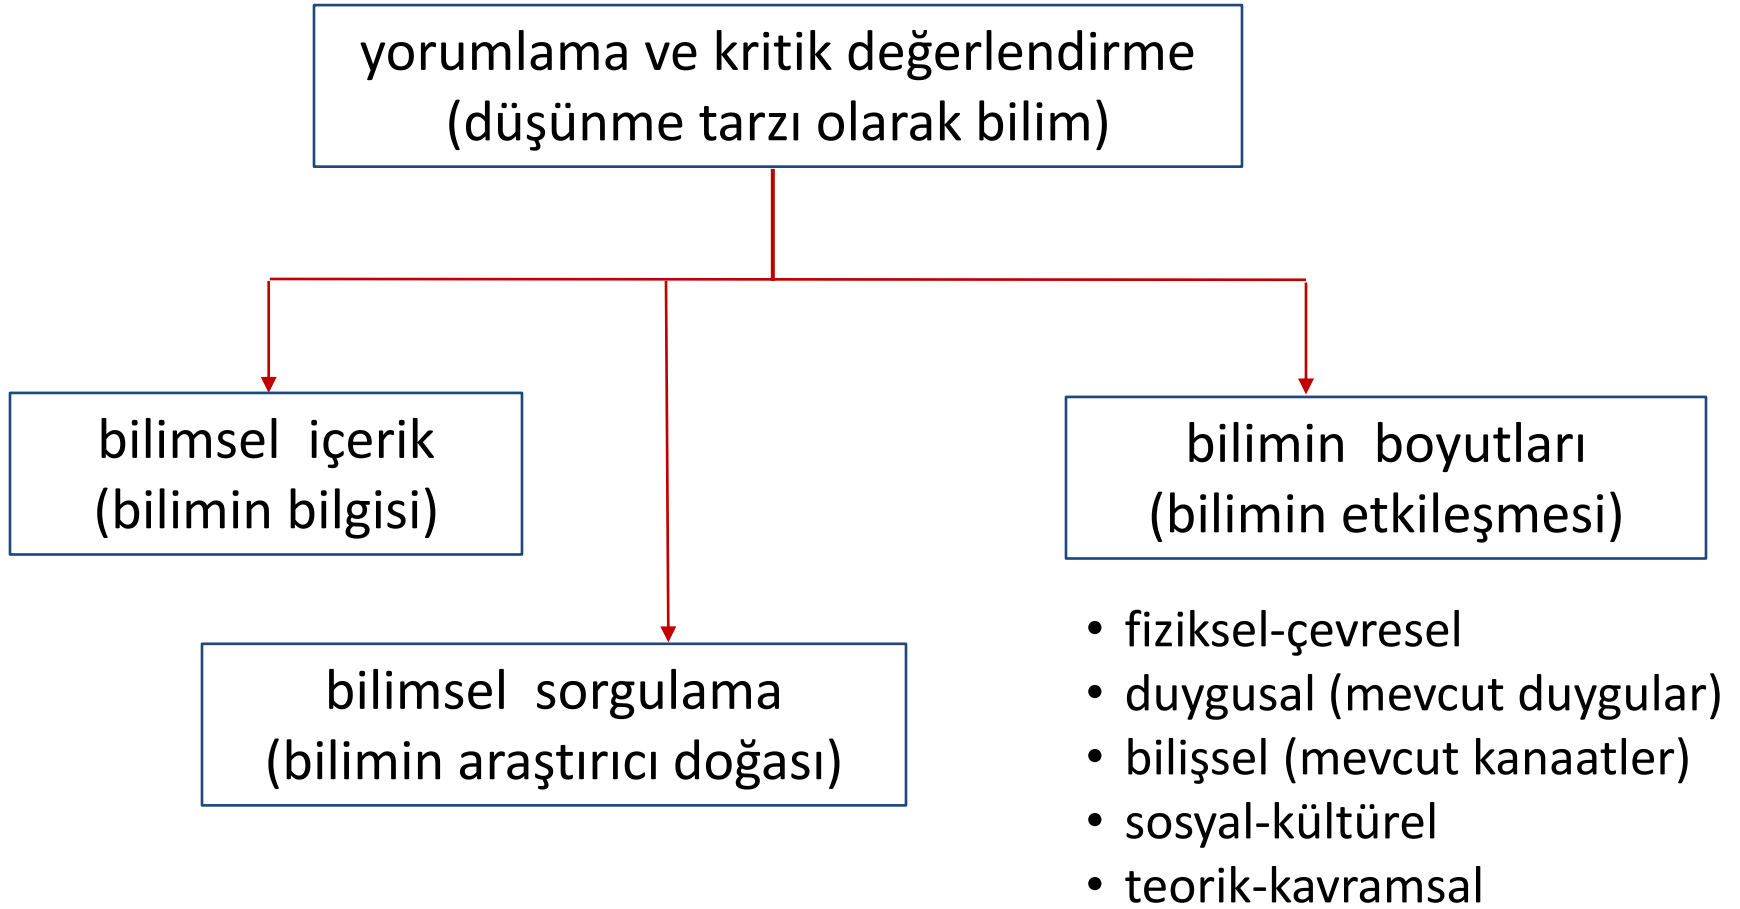 yorumlama ve kritik değerlendirme
(düşünme tarzı olarak bilim)
bilimsel  içerik
(bilimin bilgisi)
bilimin  boyutları
(bilimin etkileşmesi)
bilimsel  sorgulama
(bilimin araştırıcı doğası)
• fiziksel-çevresel
• duygusal (mevcut duygular)
• bilişsel (mevcut kanaatler)
• sosyal-kültürel
• teorik-kavramsal